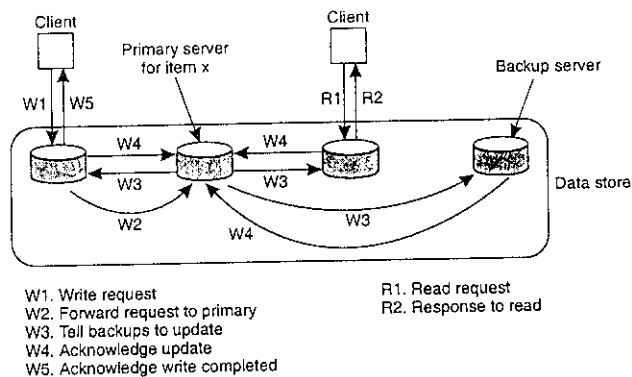 Client
Client
Primary server
for item x
Backup server
W1
W5
R1
R2
W4
W4
W3
W3
Data store
W2
W3
W4
W1. Write request
W2. Forward request to primary
W3. Tell backups to update
W4. Acknowledge update
W5. Acknowledge write completed
R1. Read request
R2. Response to read